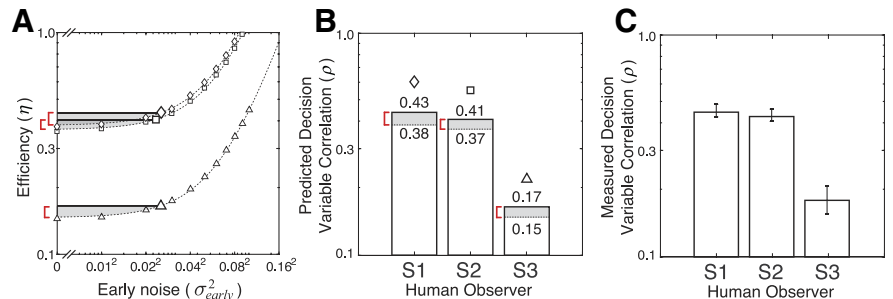 A
Efficiency (η)
1.0
0.3
0.1
0 0.01² 0.02² 0.04² 0.08² 0.16²
Early noise (σ²early)
B
Predicted Decision
Variable Correlation (ρ)
1.0
0.3
0.1
0.43
0.38
0.41
0.37
0.17
0.15
S1 S2 S3
Human Observer
C
Measured Decision
Variable Correlation (ρ)
1.0
0.3
0.1
S1 S2 S3
Human Observer